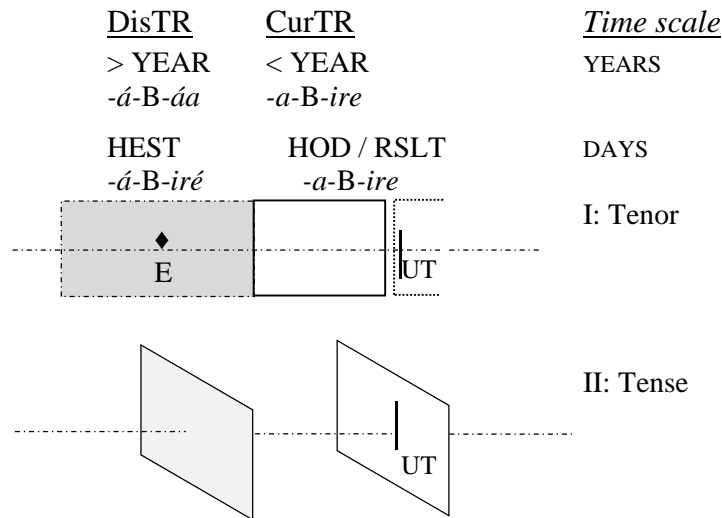 DisTR CurTR Time scale
> YEAR < YEAR YEARS
-á-B-áa -a-B-ire
HEST HOD / RSLT DAYS
-á-B-iré -a-B-ire
I: Tenor
E UT
II: Tense
UT